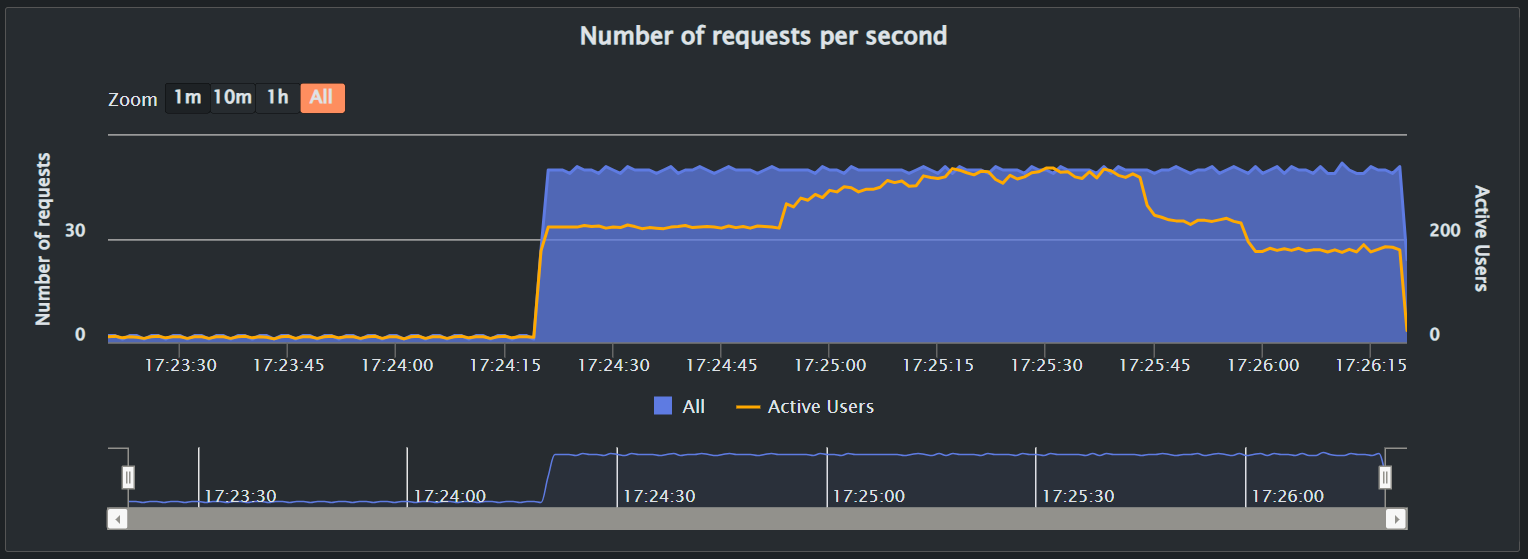 Number of requests per second
Zoom 1m 10m 1h All
Number of requests
30
0
Active Users
200
0
17:23:30 17:23:45 17:24:00 17:24:15 17:24:30 17:24:45 17:25:00 17:25:15 17:25:30 17:25:45 17:26:00 17:26:15
All Active Users
17:23:30 17:24:00 17:24:30 17:25:00 17:25:30 17:26:00